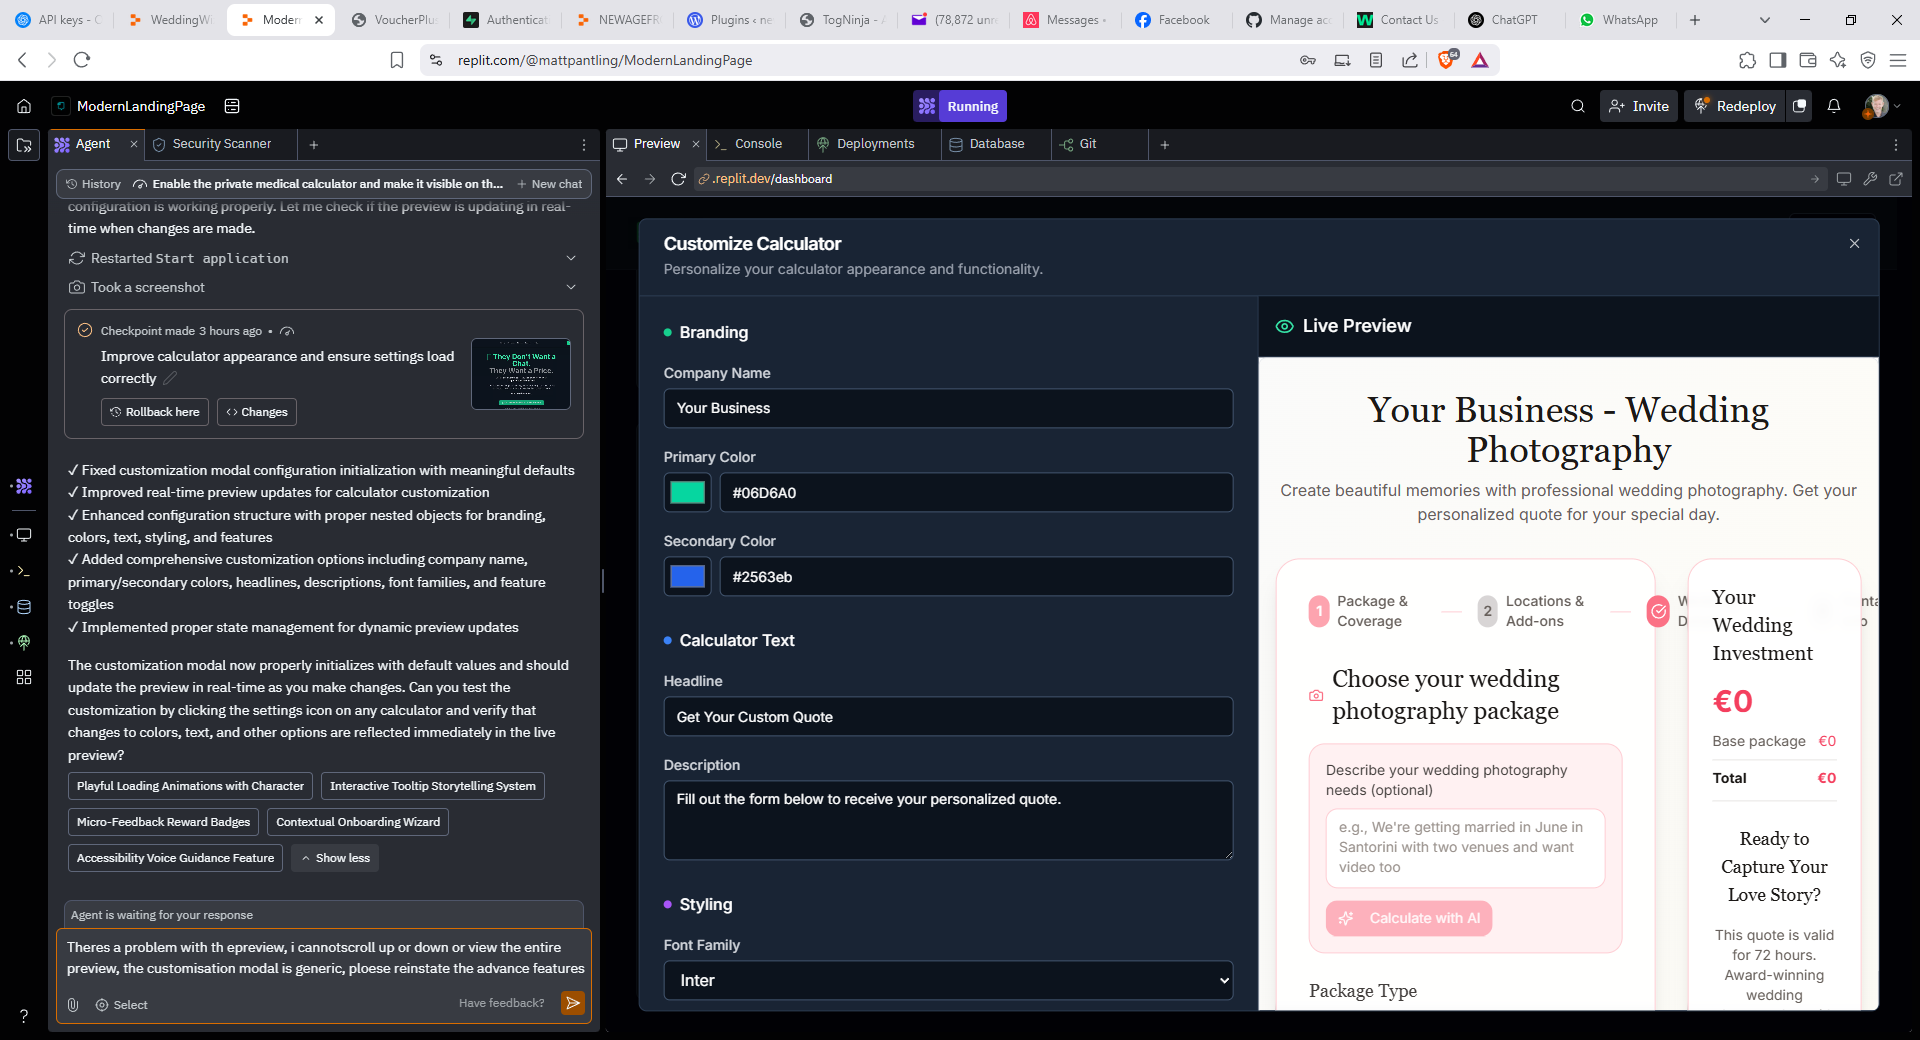 API keys - C
WeddingWi
Modern
VoucherPlu
Authentica
NEWAGEFR
Plugins ‹ ne
TogNinja - A
(78,872 unr
Messages •
Facebook
Manage ac
Contact Us
ChatGPT
WhatsApp
replit.com/@mattpantling/ModernLandingPage
64
ModernLandingPage
Running
Invite
Redeploy
Agent
Security Scanner
Preview
Console
Deployments
Database
Git
History
Enable the private medical calculator and make it visible on th...
New chat
.replit.dev/dashboard
configuration is working properly. Let me check if the preview is updating in real-
time when changes are made.
Restarted Start application
Took a screenshot
Checkpoint made 3 hours ago •
Improve calculator appearance and ensure settings load
correctly
They Don't Want a
Chat.
They Want a Price.
Rollback here
Changes
✓ Fixed customization modal configuration initialization with meaningful defaults
✓ Improved real-time preview updates for calculator customization
✓ Enhanced configuration structure with proper nested objects for branding,
colors, text, styling, and features
✓ Added comprehensive customization options including company name,
primary/secondary colors, headlines, descriptions, font families, and feature
toggles
✓ Implemented proper state management for dynamic preview updates
The customization modal now properly initializes with default values and should
update the preview in real-time as you make changes. Can you test the
customization by clicking the settings icon on any calculator and verify that
changes to colors, text, and other options are reflected immediately in the live
preview?
Playful Loading Animations with Character
Interactive Tooltip Storytelling System
Micro-Feedback Reward Badges
Contextual Onboarding Wizard
Accessibility Voice Guidance Feature
Show less
Agent is waiting for your response
Theres a problem with th epreview, i cannotscroll up or down or view the entire
preview, the customisation modal is generic, ploese reinstate the advance features
Select
Have feedback?
?
Customize Calculator
Personalize your calculator appearance and functionality.
Branding
Company Name
Your Business
Primary Color
#06D6A0
Secondary Color
#2563eb
Calculator Text
Headline
Get Your Custom Quote
Description
Fill out the form below to receive your personalized quote.
Styling
Font Family
Inter
Live Preview
Your Business - Wedding
Photography
Create beautiful memories with professional wedding photography. Get your
personalized quote for your special day.
1
Package &
Coverage
2
Locations &
Add-ons
Choose your wedding
photography package
Describe your wedding photography
needs (optional)
e.g., We're getting married in June in
Santorini with two venues and want
video too
Calculate with AI
Package Type
Your
Wedding
Investment
€0
Base package €0
Total €0
Ready to
Capture Your
Love Story?
This quote is valid
for 72 hours.
Award-winning
wedding